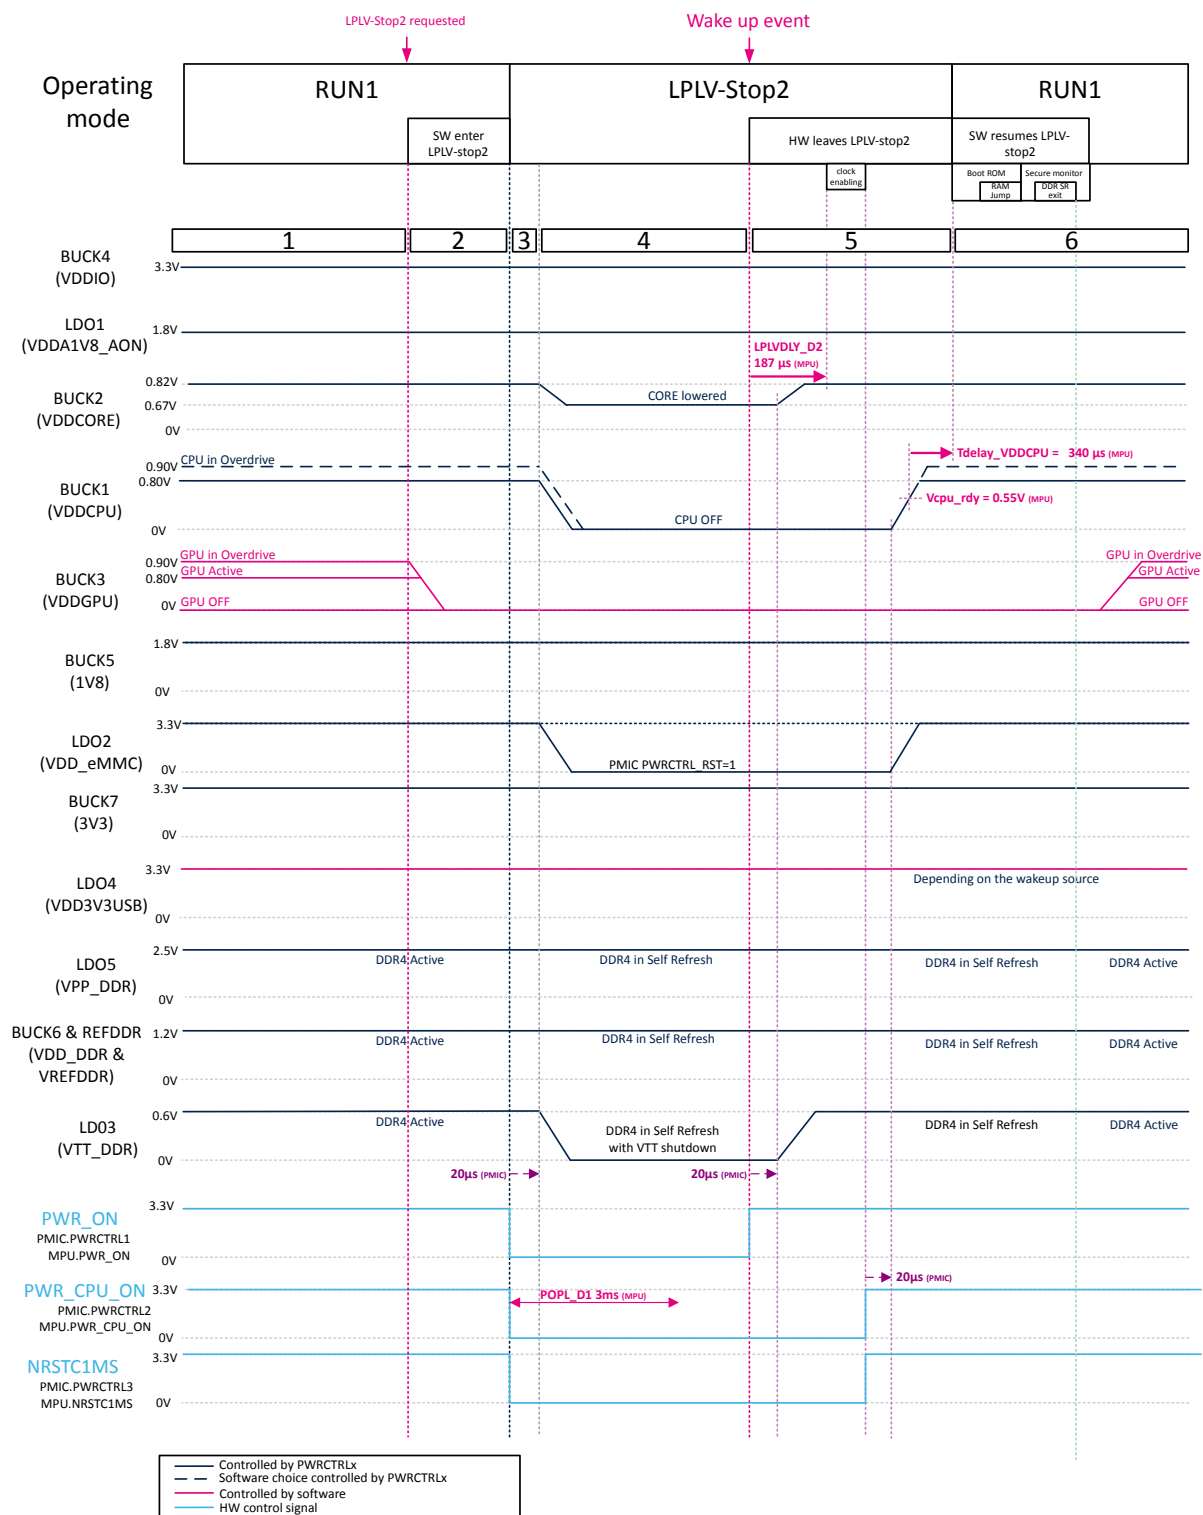 LPLV-Stop2 requested
Wake up event
Operating
mode
RUN1
LPLV-Stop2
RUN1
SW enter
LPLV-stop2
HW leaves LPLV-stop2
SW resumes LPLV-
stop2
clock
enabling
Boot ROM
Secure monitor
RAM
Jump
DDR SR
exit
1
2
3
4
5
6
BUCK4
(VDDIO)
3.3V
LDO1
(VDDA1V8_AON)
1.8V
LPLVDLY_D2
187 µs (MPU)
BUCK2
(VDDCORE)
0.82V
0.67V
0V
CORE lowered
BUCK1
(VDDCPU)
CPU in Overdrive
0.90V
0.80V
0V
CPU OFF
Tdelay_VDDCPU = 340 µs (MPU)
Vcpu_rdy = 0.55V (MPU)
BUCK3
(VDDGPU)
GPU in Overdrive
0.90V
GPU Active
0.80V
0V
GPU OFF
GPU in Overdrive
GPU Active
GPU OFF
BUCK5
(1V8)
1.8V
0V
LDO2
(VDD_eMMC)
3.3V
0V
PMIC PWRCTRL_RST=1
BUCK7
(3V3)
3.3V
0V
LDO4
(VDD3V3USB)
3.3V
0V
Depending on the wakeup source
LDO5
(VPP_DDR)
2.5V
0V
DDR4 Active
DDR4 in Self Refresh
DDR4 in Self Refresh
DDR4 Active
BUCK6 & REFDDR
(VDD_DDR &
VREFDDR)
1.2V
0V
DDR4 Active
DDR4 in Self Refresh
DDR4 in Self Refresh
DDR4 Active
LD03
(VTT_DDR)
0.6V
0V
DDR4 Active
DDR4 in Self Refresh
with VTT shutdown
DDR4 in Self Refresh
DDR4 Active
20µs (PMIC)
20µs (PMIC)
PWR_ON
PMIC.PWRCTRL1
MPU.PWR_ON
3.3V
0V
20µs (PMIC)
PWR_CPU_ON
PMIC.PWRCTRL2
MPU.PWR_CPU_ON
3.3V
0V
POPL_D1 3ms (MPU)
NRSTC1MS
PMIC.PWRCTRL3
MPU.NRSTC1MS
3.3V
0V
Controlled by PWRCTRLx
Software choice controlled by PWRCTRLx
Controlled by software
HW control signal